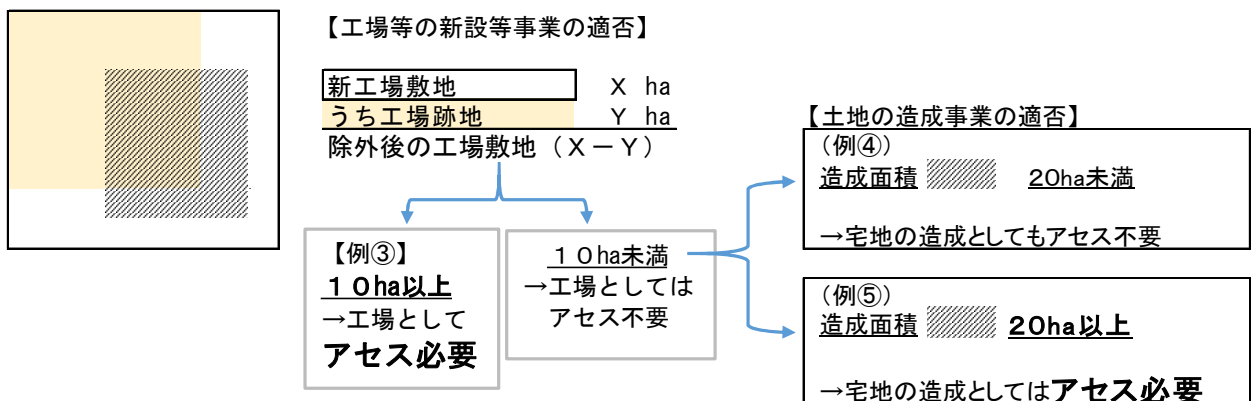 【工場等の新設等事業の適否】
新工場敷地 X ha
うち工場跡地 Y ha
除外後の工場敷地（X－Y）
【例③】
１０ha以上
→工場として
アセス必要
１０ha未満
→工場としては
アセス不要
【土地の造成事業の適否】
（例④）
造成面積 20ha未満
→宅地の造成としてもアセス不要
（例⑤）
造成面積 20ha以上
→宅地の造成としてはアセス必要